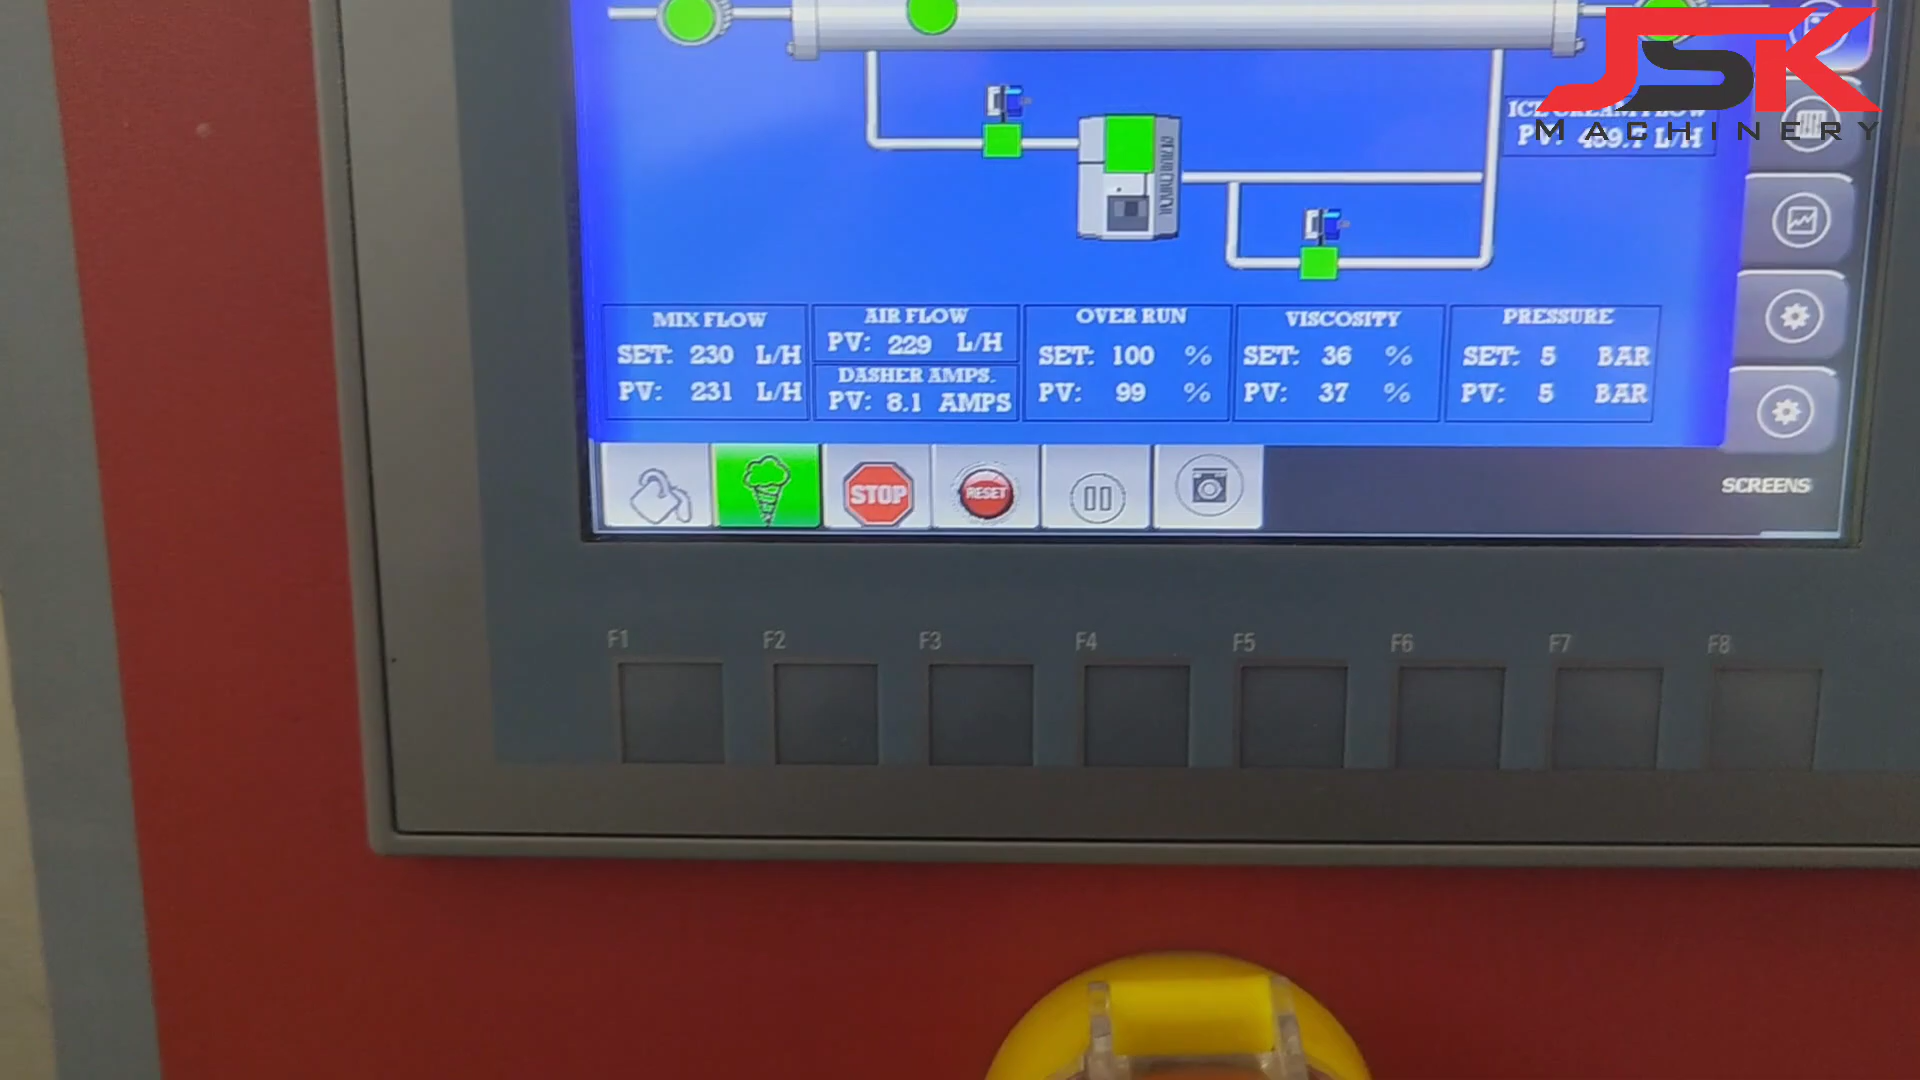 JSK
MACHINERY
ICE CREAM FLOW
PV: L/H
MIX FLOW
SET: 230 L/H
PV: 231 L/H
AIR FLOW
PV: 229 L/H
DASHER AMPS.
PV: 8.1 AMPS
OVER RUN
SET: 100 %
PV: 99 %
VISCOSITY
SET: 36 %
PV: 37 %
PRESSURE
SET: 5 BAR
PV: 5 BAR
STOP
RESET
SCREENS
F1 F2 F3 F4 F5 F6 F7 F8